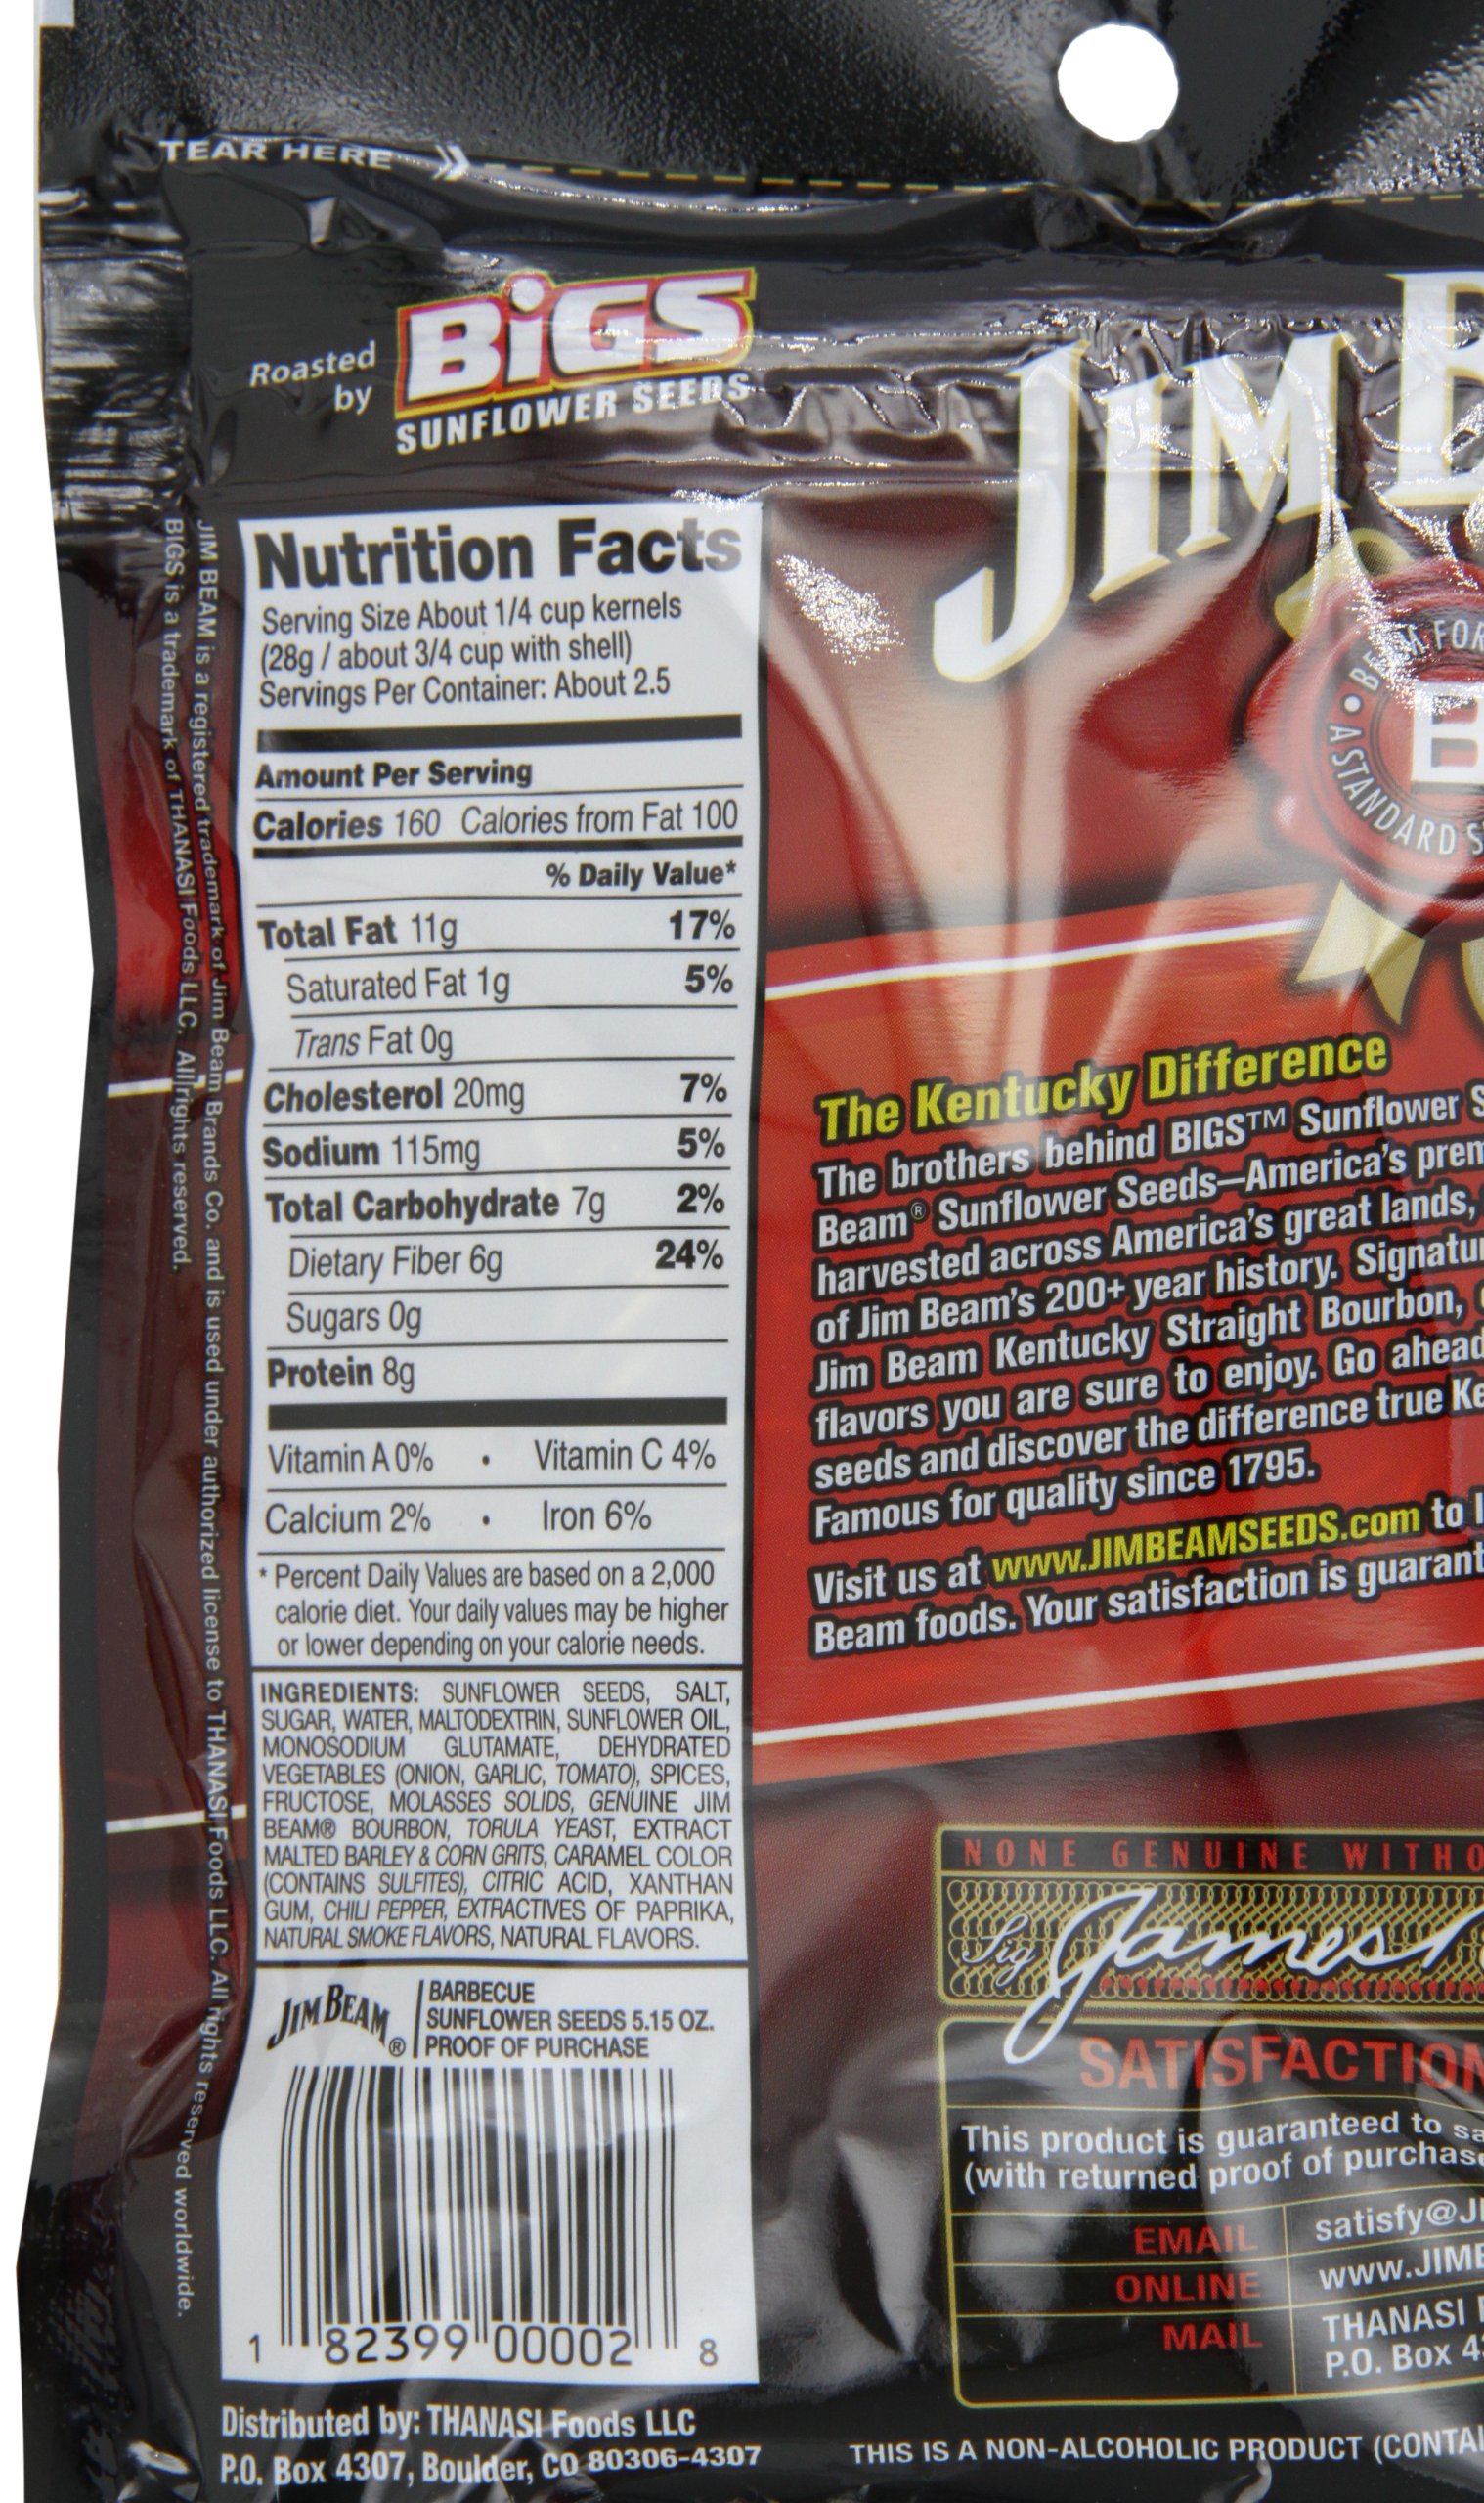 TEAR HERE
Roasted
by
BiGS
SUNFLOWER SEEDS
JIM B
JIM BEAM is a registered trademark of Jim Beam Brands Co. and is used under authorized license to THANASI Foods LLC. All rights reserved worldwide.
BIGS is a trademark of THANASI Foods LLC. All rights reserved.
Nutrition Facts
Serving Size About 1/4 cup kernels
(28g / about 3/4 cup with shell)
Servings Per Container: About 2.5
Amount Per Serving
Calories 160 Calories from Fat 100
% Daily Value*
Total Fat 11g 17%
Saturated Fat 1g 5%
Trans Fat 0g
Cholesterol 20mg 7%
Sodium 115mg 5%
Total Carbohydrate 7g 2%
Dietary Fiber 6g 24%
Sugars 0g
Protein 8g
Vitamin A 0% • Vitamin C 4%
Calcium 2% • Iron 6%
* Percent Daily Values are based on a 2,000
calorie diet. Your daily values may be higher
or lower depending on your calorie needs.
INGREDIENTS: SUNFLOWER SEEDS, SALT,
SUGAR, WATER, MALTODEXTRIN, SUNFLOWER OIL,
MONOSODIUM GLUTAMATE, DEHYDRATED
VEGETABLES (ONION, GARLIC, TOMATO), SPICES,
FRUCTOSE, MOLASSES SOLIDS, GENUINE JIM
BEAM® BOURBON, TORULA YEAST, EXTRACT
MALTED BARLEY & CORN GRITS, CARAMEL COLOR
(CONTAINS SULFITES), CITRIC ACID, XANTHAN
GUM, CHILI PEPPER, EXTRACTIVES OF PAPRIKA,
NATURAL SMOKE FLAVORS, NATURAL FLAVORS.
JIM BEAM®
BARBECUE
SUNFLOWER SEEDS 5.15 OZ.
PROOF OF PURCHASE
1 82399 00002 8
Distributed by: THANASI Foods LLC
P.O. Box 4307, Boulder, CO 80306-4307
B
A STANDARD S
The Kentucky Difference
The brothers behind BIGS™ Sunflower S
Beam® Sunflower Seeds—America's prem
harvested across America's great lands,
of Jim Beam's 200+ year history. Signatur
Jim Beam Kentucky Straight Bourbon,
flavors you are sure to enjoy. Go ahead
seeds and discover the difference true Ke
Famous for quality since 1795.
Visit us at www.JIMBEAMSEEDS.com to l
Beam foods. Your satisfaction is guarant
NONE GENUINE WITHO
Sig James
SATISFACTION
This product is guaranteed to sa
(with returned proof of purchase
EMAIL satisfy@J
ONLINE www.JIMB
MAIL THANASI
P.O. Box 4
THIS IS A NON-ALCOHOLIC PRODUCT (CONTA